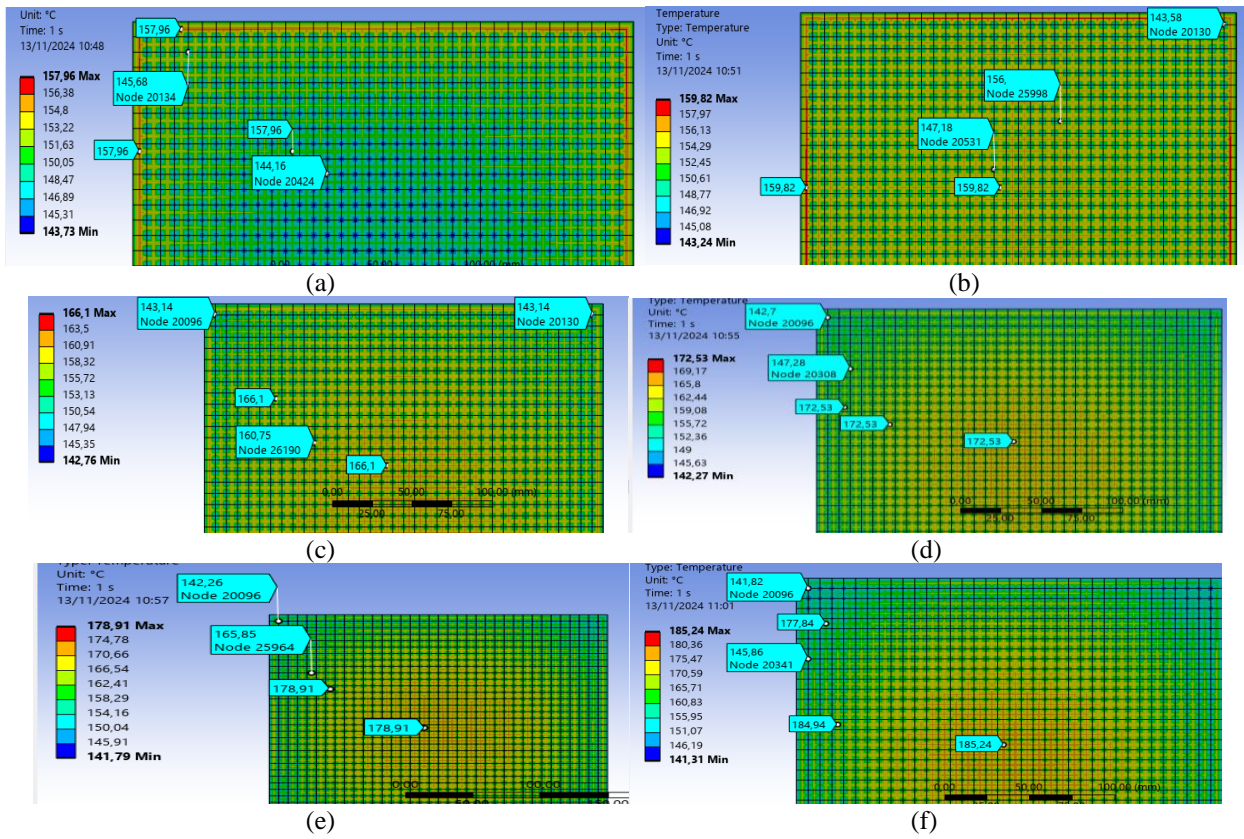 Unit: °C
Time: 1 s
13/11/2024 10:48
157,96 Max
156,38
154,8
153,22
151,63
150,05
148,47
146,89
145,31
143,73 Min
157,96
145,68
Node 20134
157,96
157,96
144,16
Node 20424
0,00 50,00 100,00 (mm)
(a)
Temperature
Type: Temperature
Unit: °C
Time: 1 s
13/11/2024 10:51
159,82 Max
157,97
156,13
154,29
152,45
150,61
148,77
146,92
145,08
143,24 Min
143,58
Node 20130
156,
Node 25998
147,18
Node 20531
159,82
159,82
(b)
166,1 Max
163,5
160,91
158,32
155,72
153,13
150,54
147,94
145,35
142,76 Min
143,14
Node 20096
143,14
Node 20130
166,1
160,75
Node 26190
166,1
0,00 50,00 100,00 (mm)
25,00 75,00
(c)
Type: Temperature
Unit: °C
Time: 1 s
13/11/2024 10:55
172,53 Max
169,17
165,8
162,44
159,08
155,72
152,36
149
145,63
142,27 Min
142,7
Node 20096
147,28
Node 20308
172,53
172,53
172,53
0,00 50,00 100,00 (mm)
25,00 75,00
(d)
Type: Temperature
Unit: °C
Time: 1 s
13/11/2024 10:57
178,91 Max
174,78
170,66
166,54
162,41
158,29
154,16
150,04
145,91
141,79 Min
142,26
Node 20096
165,85
Node 25964
178,91
178,91
0,00 100,00
50,00 150,00
(e)
Type: Temperature
Unit: °C
Time: 1 s
13/11/2024 11:01
185,24 Max
180,36
175,47
170,59
165,71
160,83
155,95
151,07
146,19
141,31 Min
141,82
Node 20096
177,84
145,86
Node 20341
184,94
185,24
0,00 50,00 100,00 (mm)
(f)